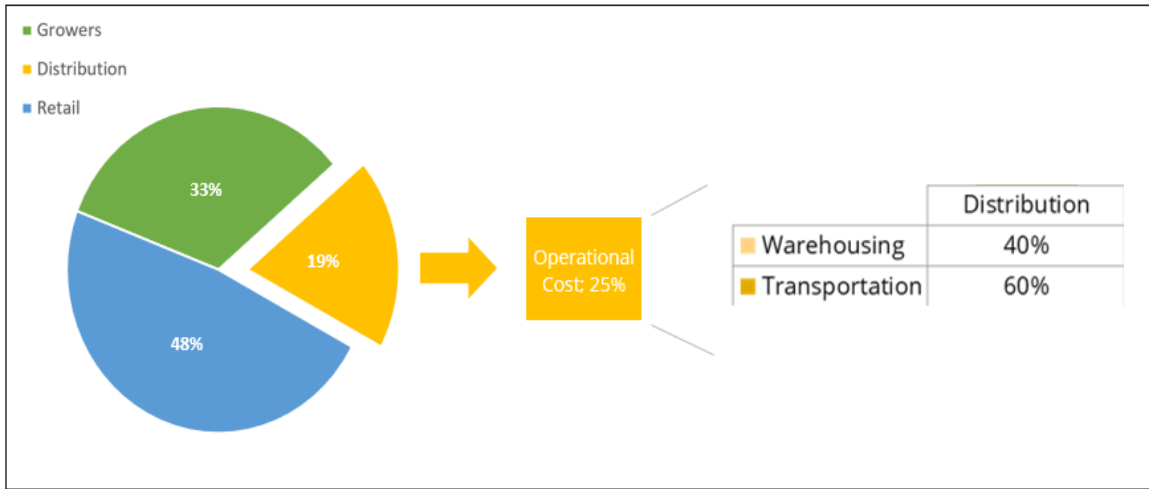 Growers
Distribution
Retail
33%
19%
48%
Operational
Cost; 25%
Distribution
Warehousing 40%
Transportation 60%